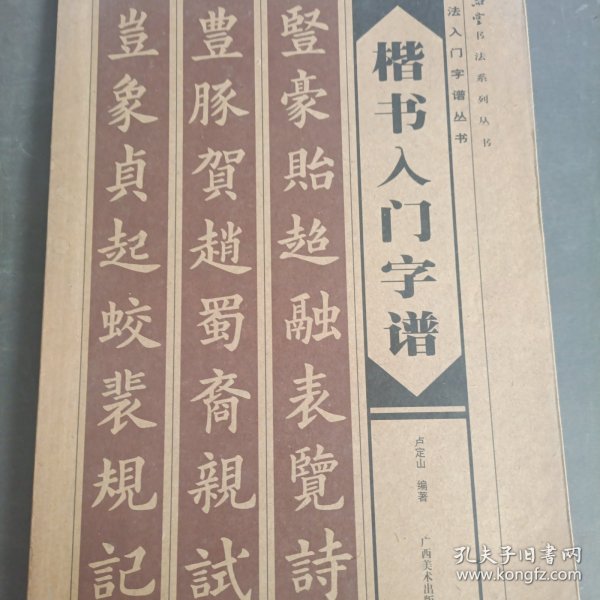 书法系列丛书
法入门字谱丛书
楷书入门字谱
卢定山 编著
广西美术出版
豎豪貽超融表覽詩
豊豚賀趙蜀裔親試
豈象貞起蛟裴規記
孔夫子旧书网
www.kongfz.com